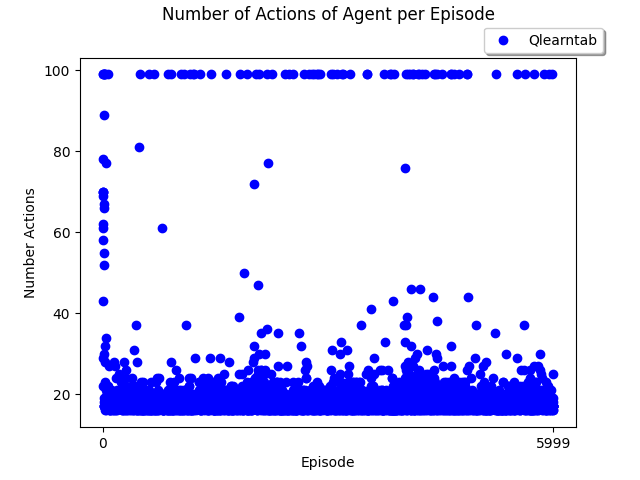 Number of Actions of Agent per Episode
Qlearntab
100
80
60
40
20
Number Actions
0
5999
Episode